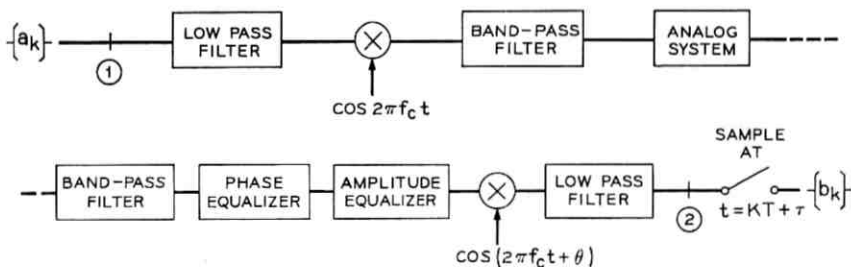 {a_k}
1
LOW PASS
FILTER
COS 2πf_c t
BAND-PASS
FILTER
ANALOG
SYSTEM
BAND-PASS
FILTER
PHASE
EQUALIZER
AMPLITUDE
EQUALIZER
COS(2πf_c t + θ)
LOW PASS
FILTER
2
SAMPLE
AT
t = KT + τ
{b_k}